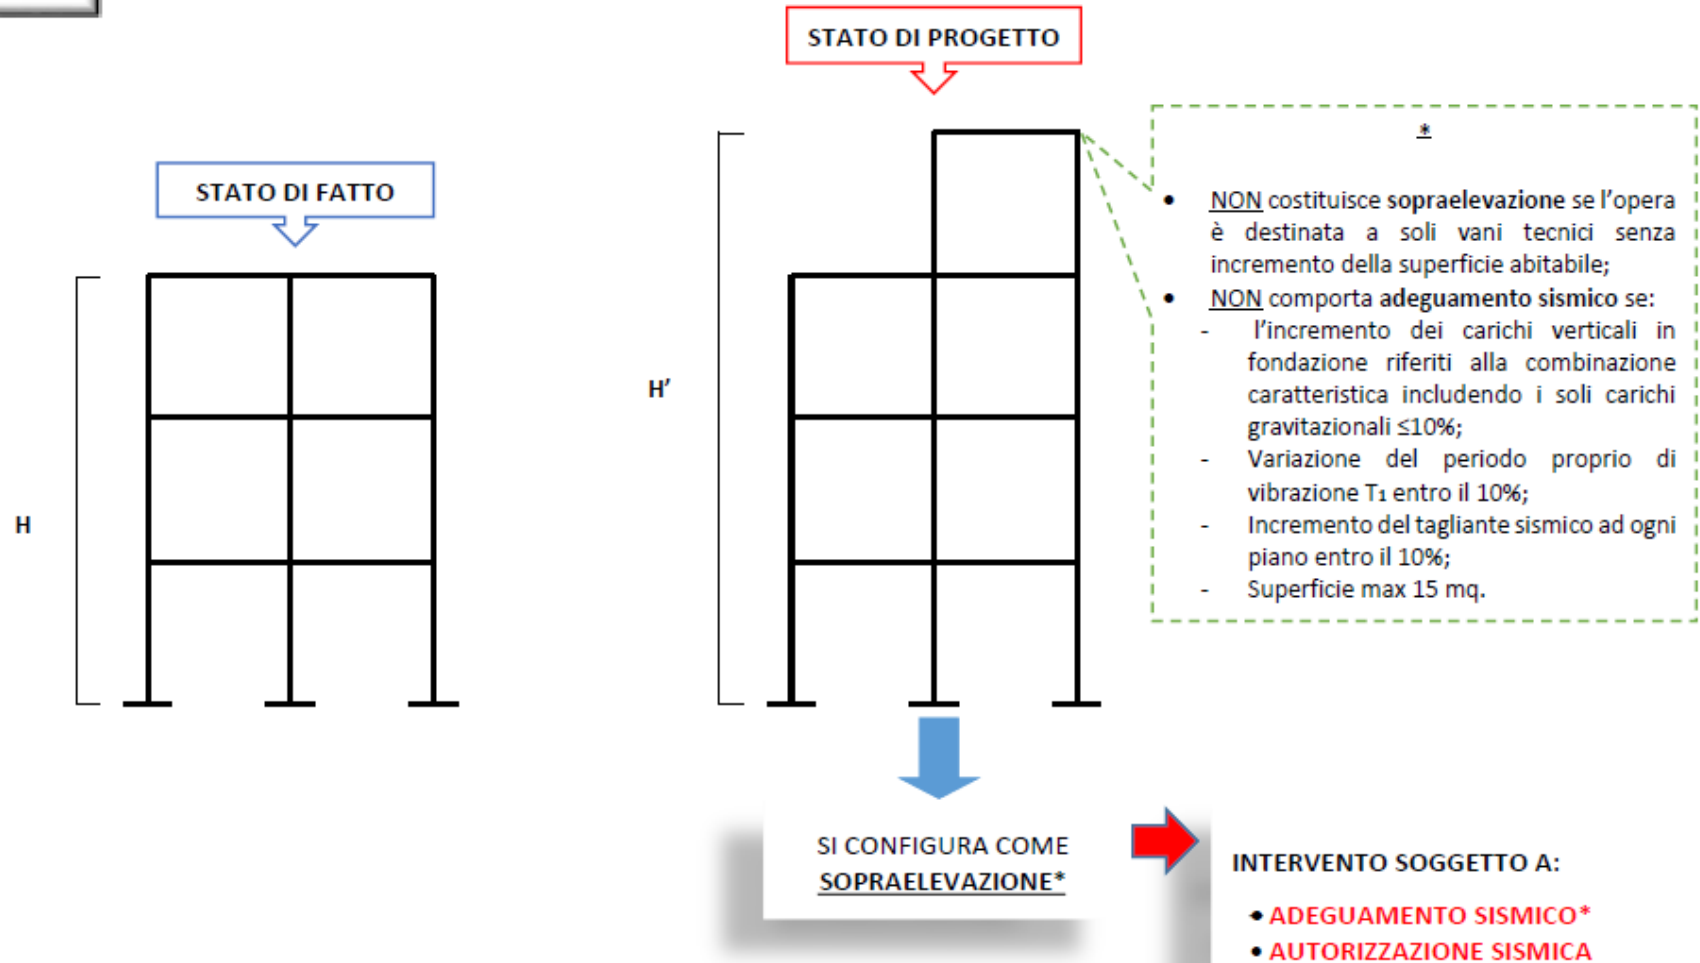 STATO DI PROGETTO
STATO DI FATTO
H
H’
*
• NON costituisce sopraelevazione se l’opera
è destinata a soli vani tecnici senza
incremento della superficie abitabile;
• NON comporta adeguamento sismico se:
- l’incremento dei carichi verticali in
fondazione riferiti alla combinazione
caratteristica includendo i soli carichi
gravitazionali ≤10%;
- Variazione del periodo proprio di
vibrazione T₁ entro il 10%;
- Incremento del tagliante sismico ad ogni
piano entro il 10%;
- Superficie max 15 mq.
SI CONFIGURA COME
SOPRAELEVAZIONE*
INTERVENTO SOGGETTO A:
• ADEGUAMENTO SISMICO*
• AUTORIZZAZIONE SISMICA